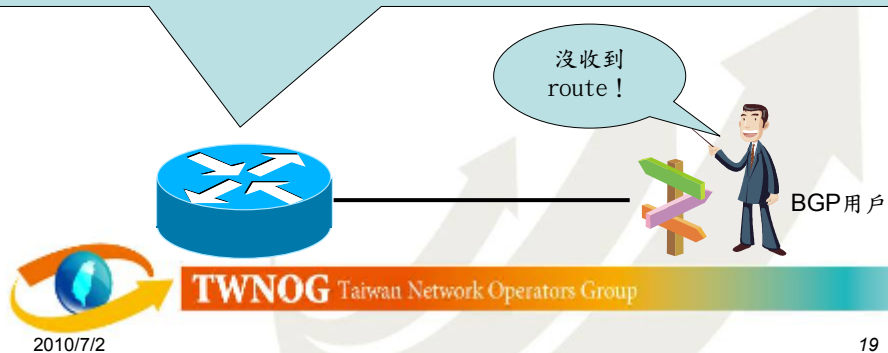 沒收到
route！
BGP用戶
TWNOG Taiwan Network Operators Group
2010/7/2
19